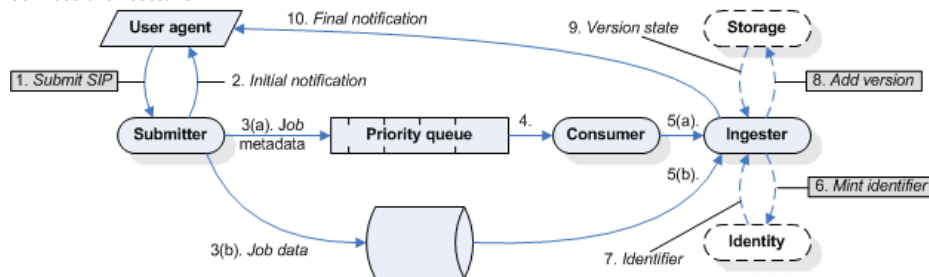 10. Final notification
User agent
9. Version state
Storage
1. Submit SIP
2. Initial notification
8. Add version
Submitter
3(a). Job
metadata
Priority queue
4.
Consumer
5(a).
Ingester
5(b).
6. Mint identifier
3(b). Job data
7. Identifier
Identity